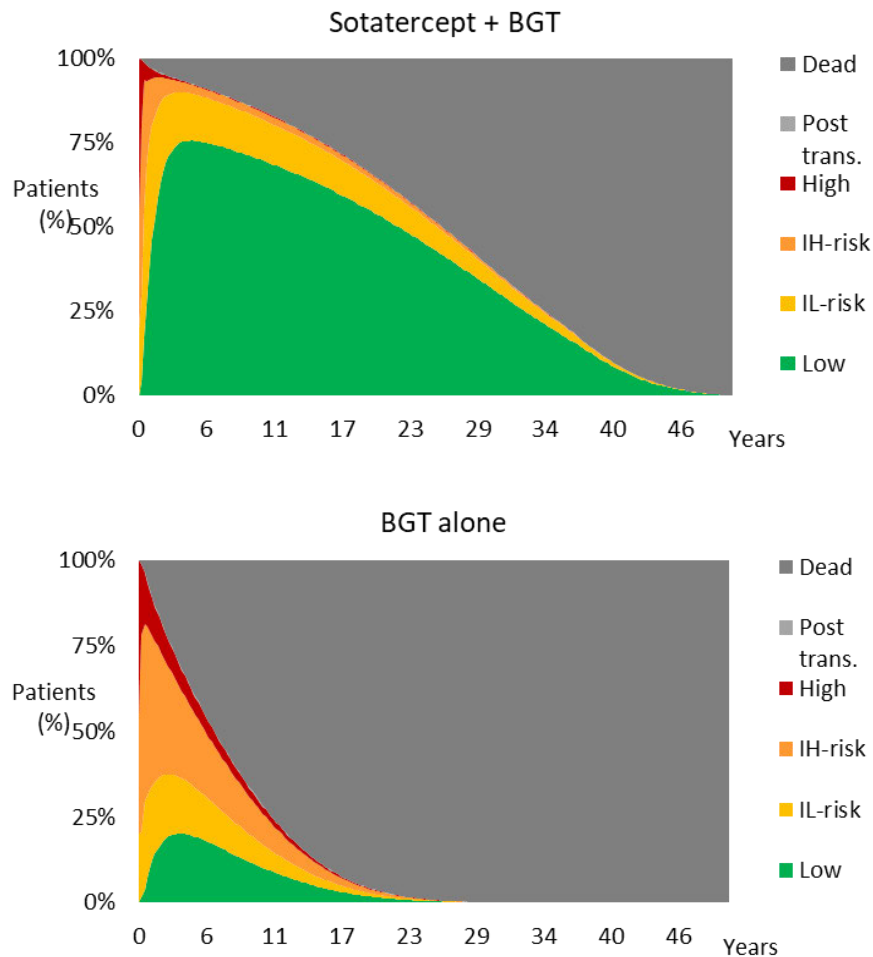 Sotatercept + BGT
100%
75%
50%
25%
0%
Patients
(%)
0 6 11 17 23 29 34 40 46
Years
Dead
Post
trans.
High
IH-risk
IL-risk
Low
BGT alone
100%
75%
50%
25%
0%
Patients
(%)
0 6 11 17 23 29 34 40 46
Years
Dead
Post
trans.
High
IH-risk
IL-risk
Low